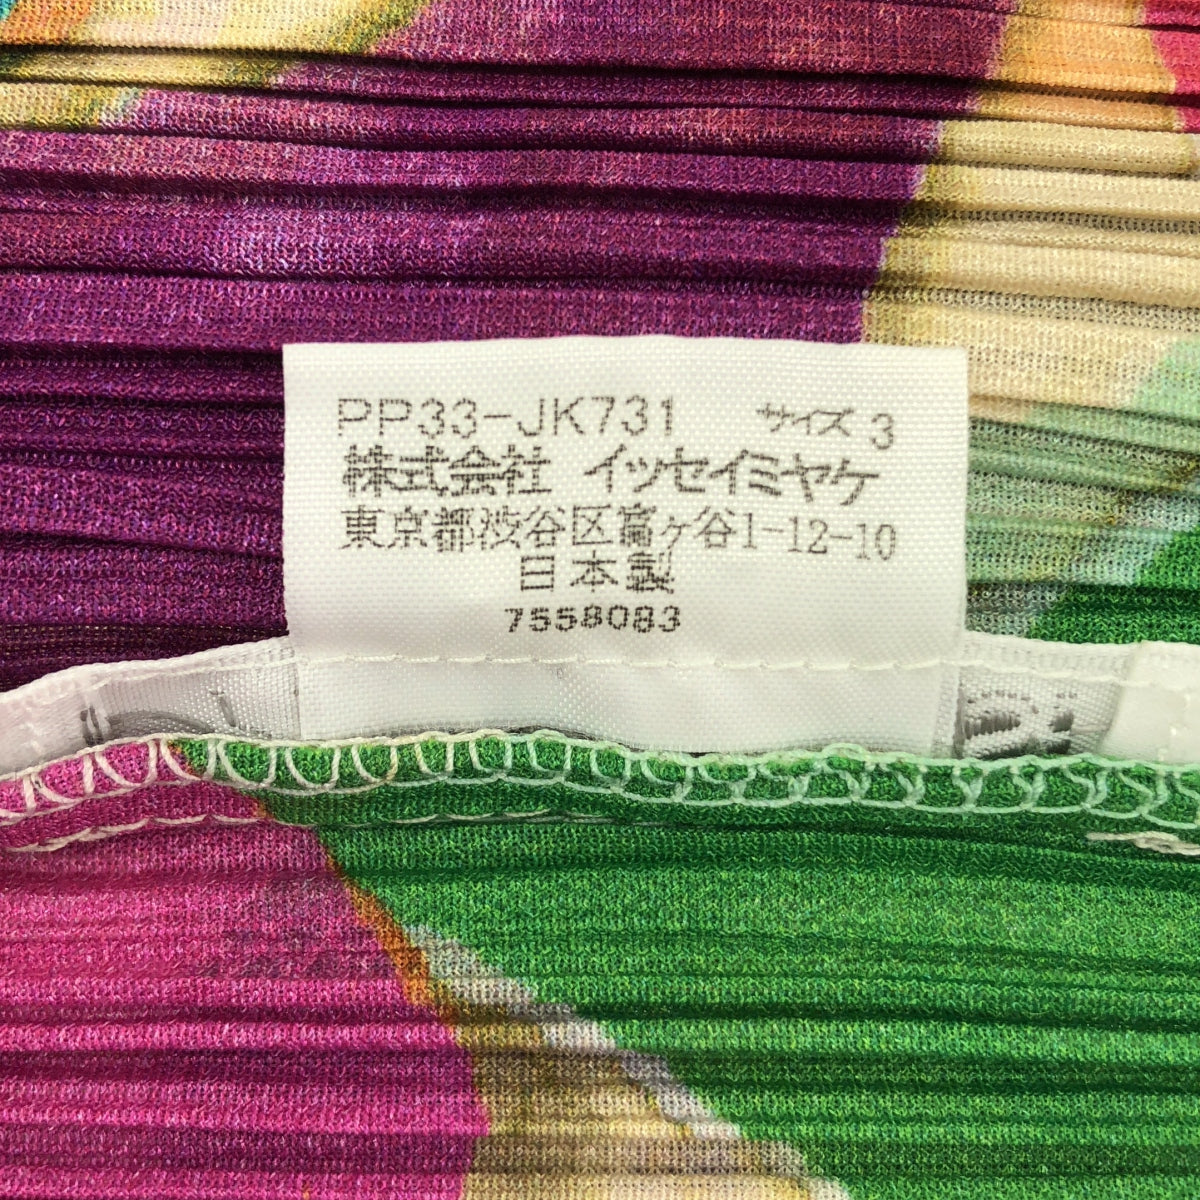 PP33-JK731 サイズ 3
株式会社 イッセイミヤケ
東京都渋谷区富ヶ谷1-12-10
日本製
7558083